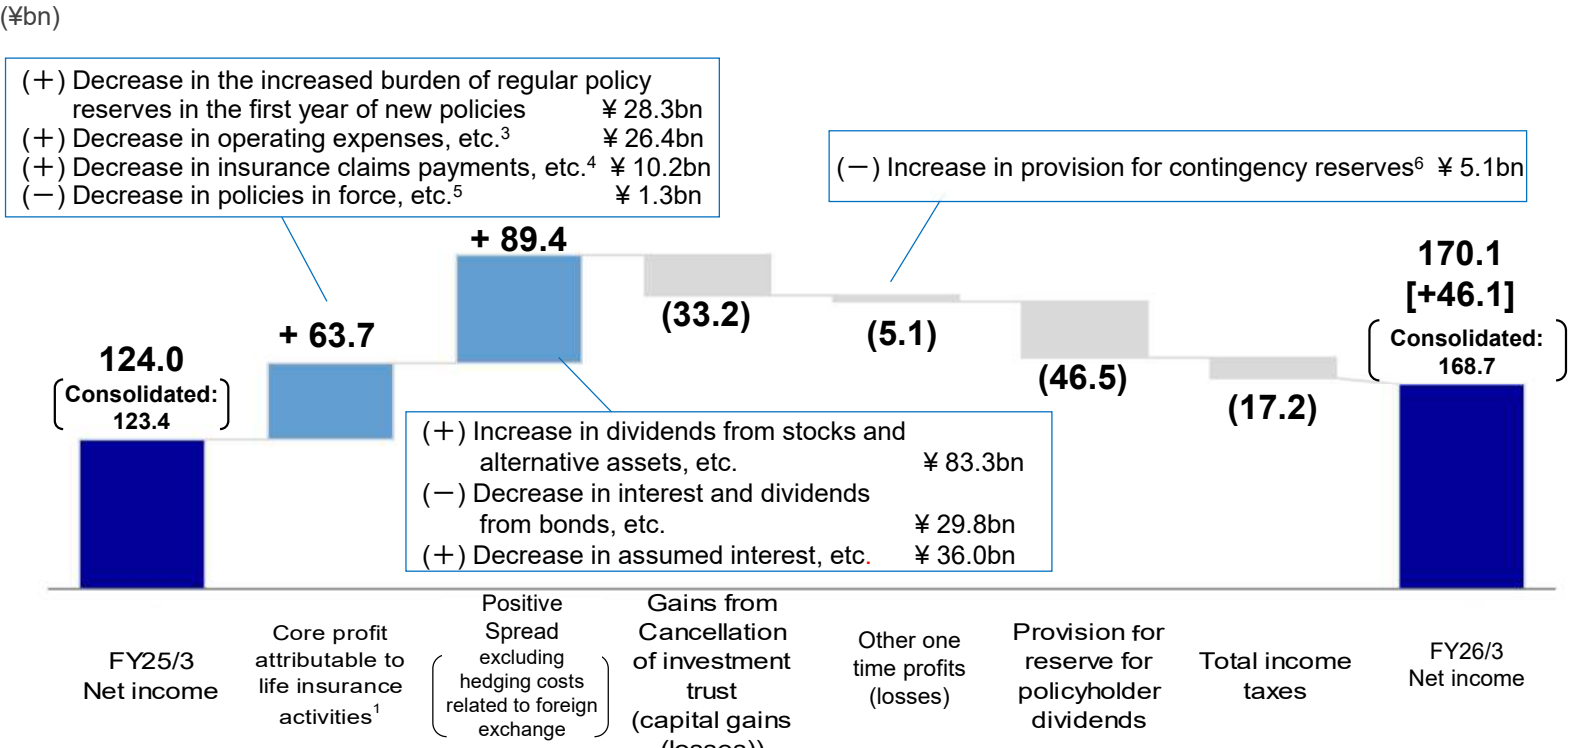 (¥bn)
(＋) Decrease in the increased burden of regular policy
reserves in the first year of new policies ¥ 28.3bn
(＋) Decrease in operating expenses, etc.3 ¥ 26.4bn
(＋) Decrease in insurance claims payments, etc.4 ¥ 10.2bn
(－) Decrease in policies in force, etc.5 ¥ 1.3bn
(－) Increase in provision for contingency reserves6 ¥ 5.1bn
124.0
(Consolidated:
123.4)
+ 63.7
+ 89.4
(33.2)
(5.1)
(46.5)
(17.2)
170.1
[+46.1]
(Consolidated:
168.7)
(＋) Increase in dividends from stocks and
alternative assets, etc. ¥ 83.3bn
(－) Decrease in interest and dividends
from bonds, etc. ¥ 29.8bn
(＋) Decrease in assumed interest, etc. ¥ 36.0bn
FY25/3
Net income
Core profit
attributable to
life insurance
activities1
Positive
Spread
(excluding
hedging costs
related to foreign
exchange)
Gains from
Cancellation
of investment
trust
(capital gains
(losses))
Other one
time profits
(losses)
Provision for
reserve for
policyholder
dividends
Total income
taxes
FY26/3
Net income